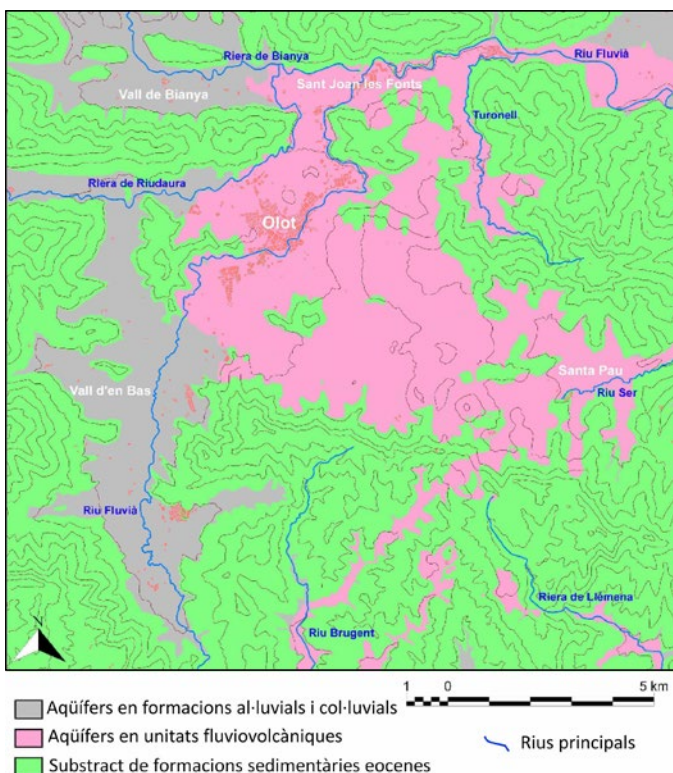 Riera de Bianya
Riu Fluvià
Vall de Bianya
Sant Joan les Fonts
Turonell
Riera de Riudaura
Olot
Vall d'en Bas
Santa Pau
Riu Ser
Riu Fluvià
Riera de Llémena
Riu Brugent
N
1 0 5 km
Aqüífers en formacions al·luvials i col·luvials
Aqüífers en unitats fluviovolcàniques
Rius principals
Substract de formacions sedimentàries eocenes